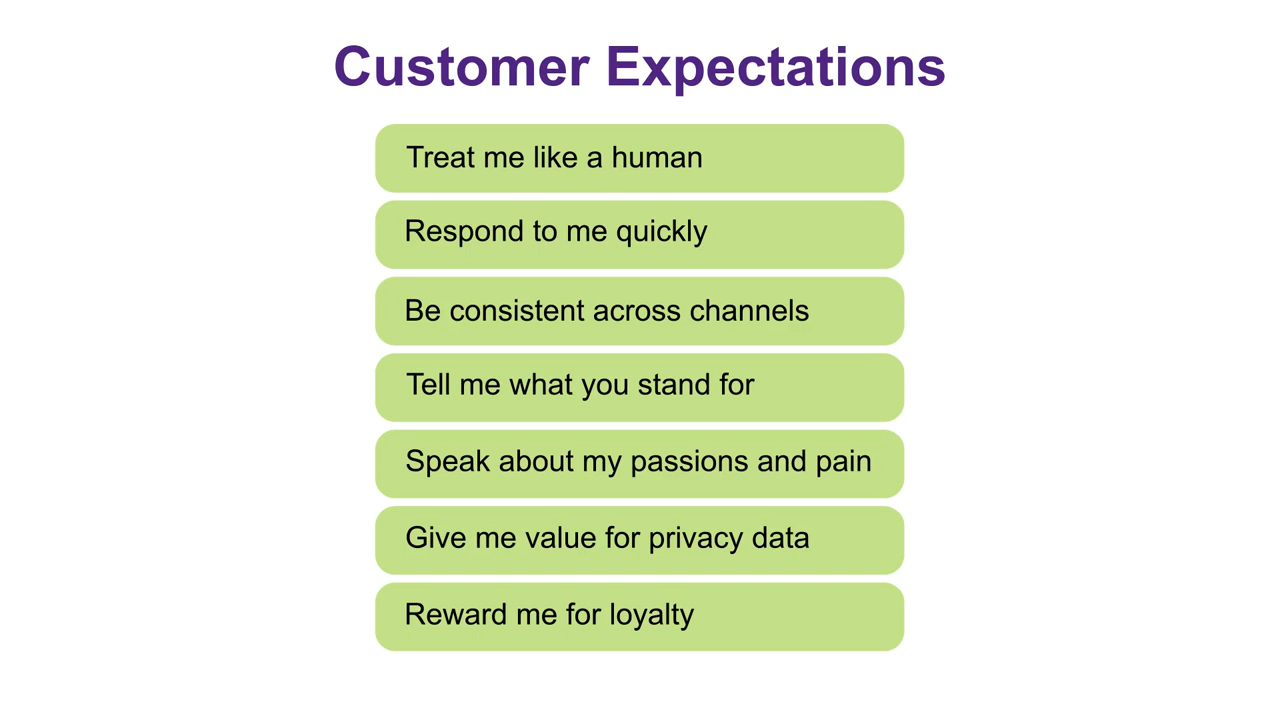 Customer Expectations
Treat me like a human
Respond to me quickly
Be consistent across channels
Tell me what you stand for
Speak about my passions and pain
Give me value for privacy data
Reward me for loyalty